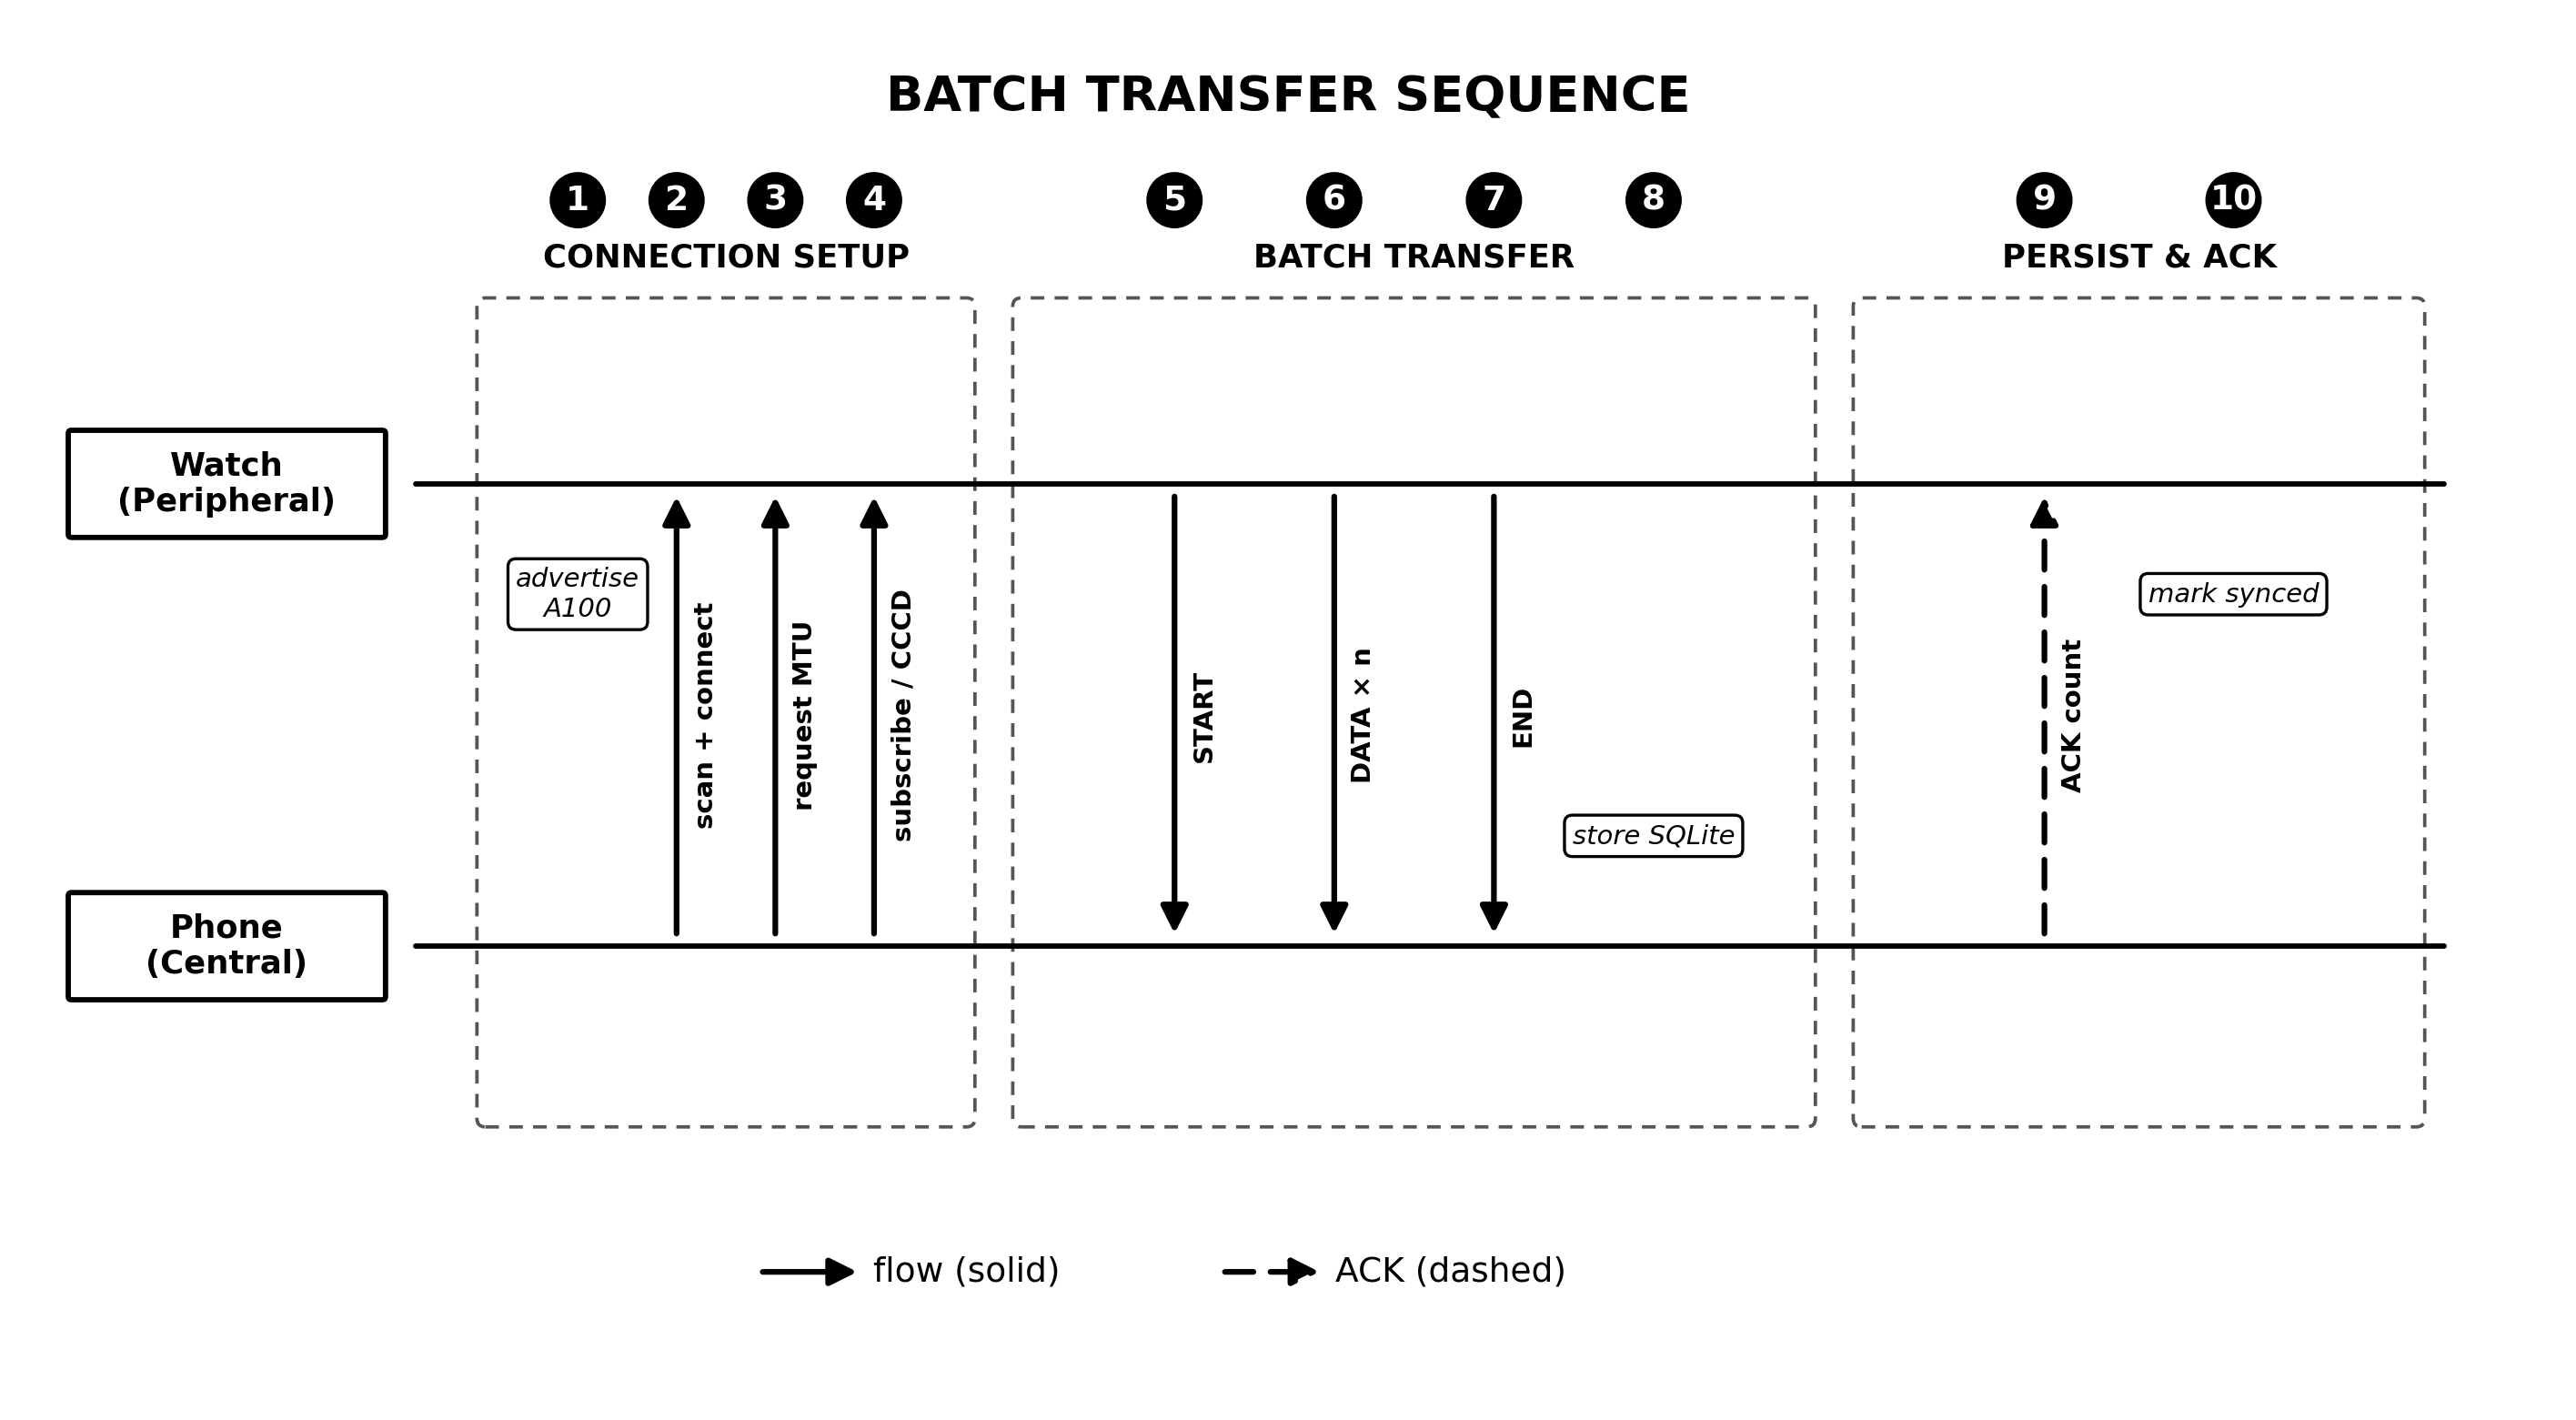 BATCH TRANSFER SEQUENCE
1 2 3 4 5 6 7 8 9 10
CONNECTION SETUP
BATCH TRANSFER
PERSIST & ACK
Watch
(Peripheral)
advertise
A100
scan + connect
request MTU
subscribe / CCCD
START
DATA × n
END
store SQLite
ACK count
mark synced
Phone
(Central)
flow (solid)
ACK (dashed)